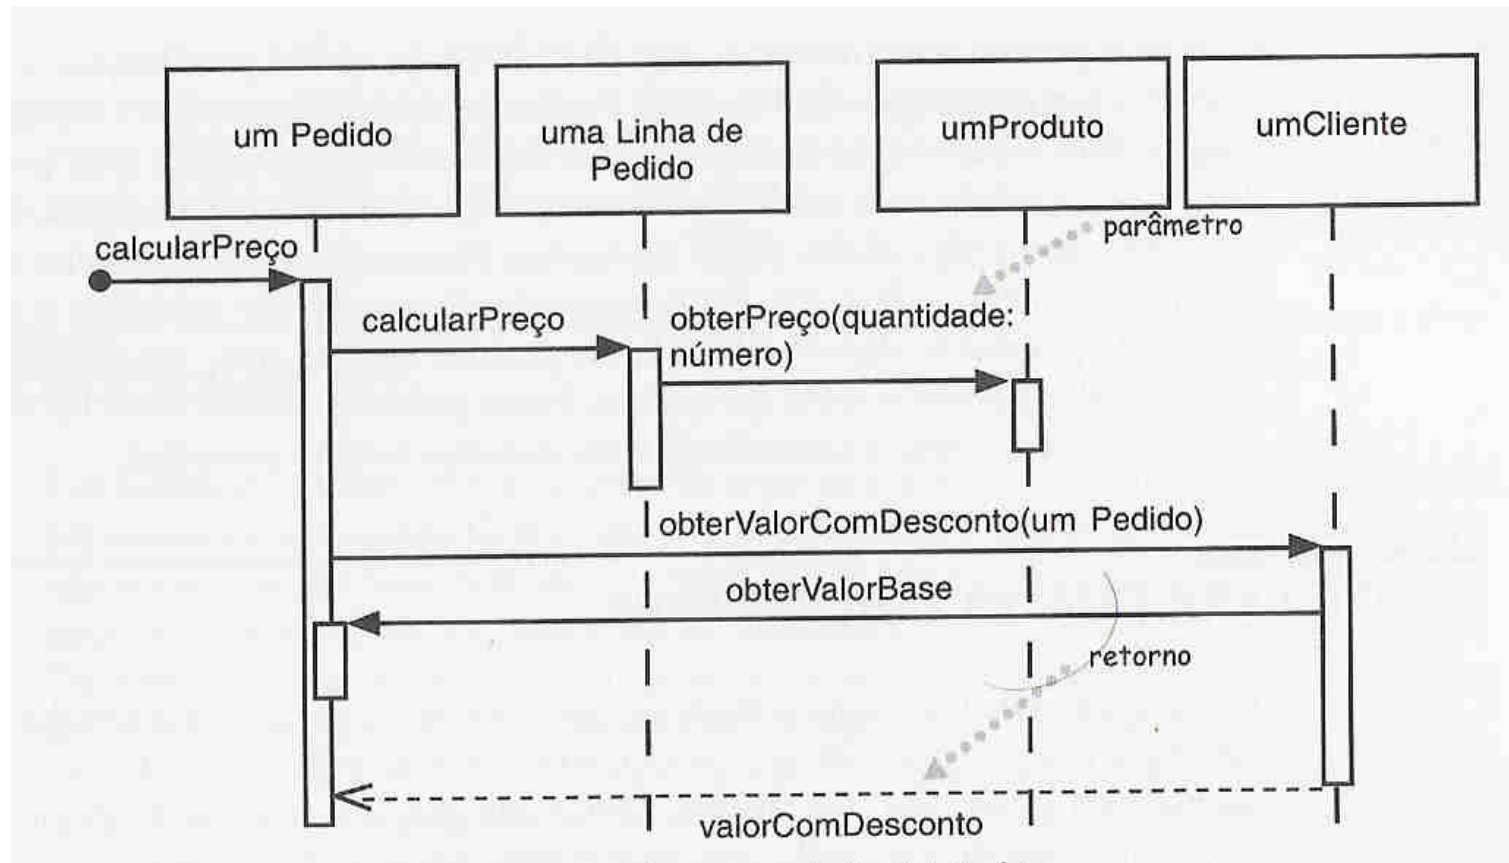 um Pedido
uma Linha de
Pedido
umProduto
umCliente
parâmetro
calcularPreço
calcularPreço
obterPreço(quantidade:
número)
obterValorComDesconto(um Pedido)
obterValorBase
retorno
valorComDesconto